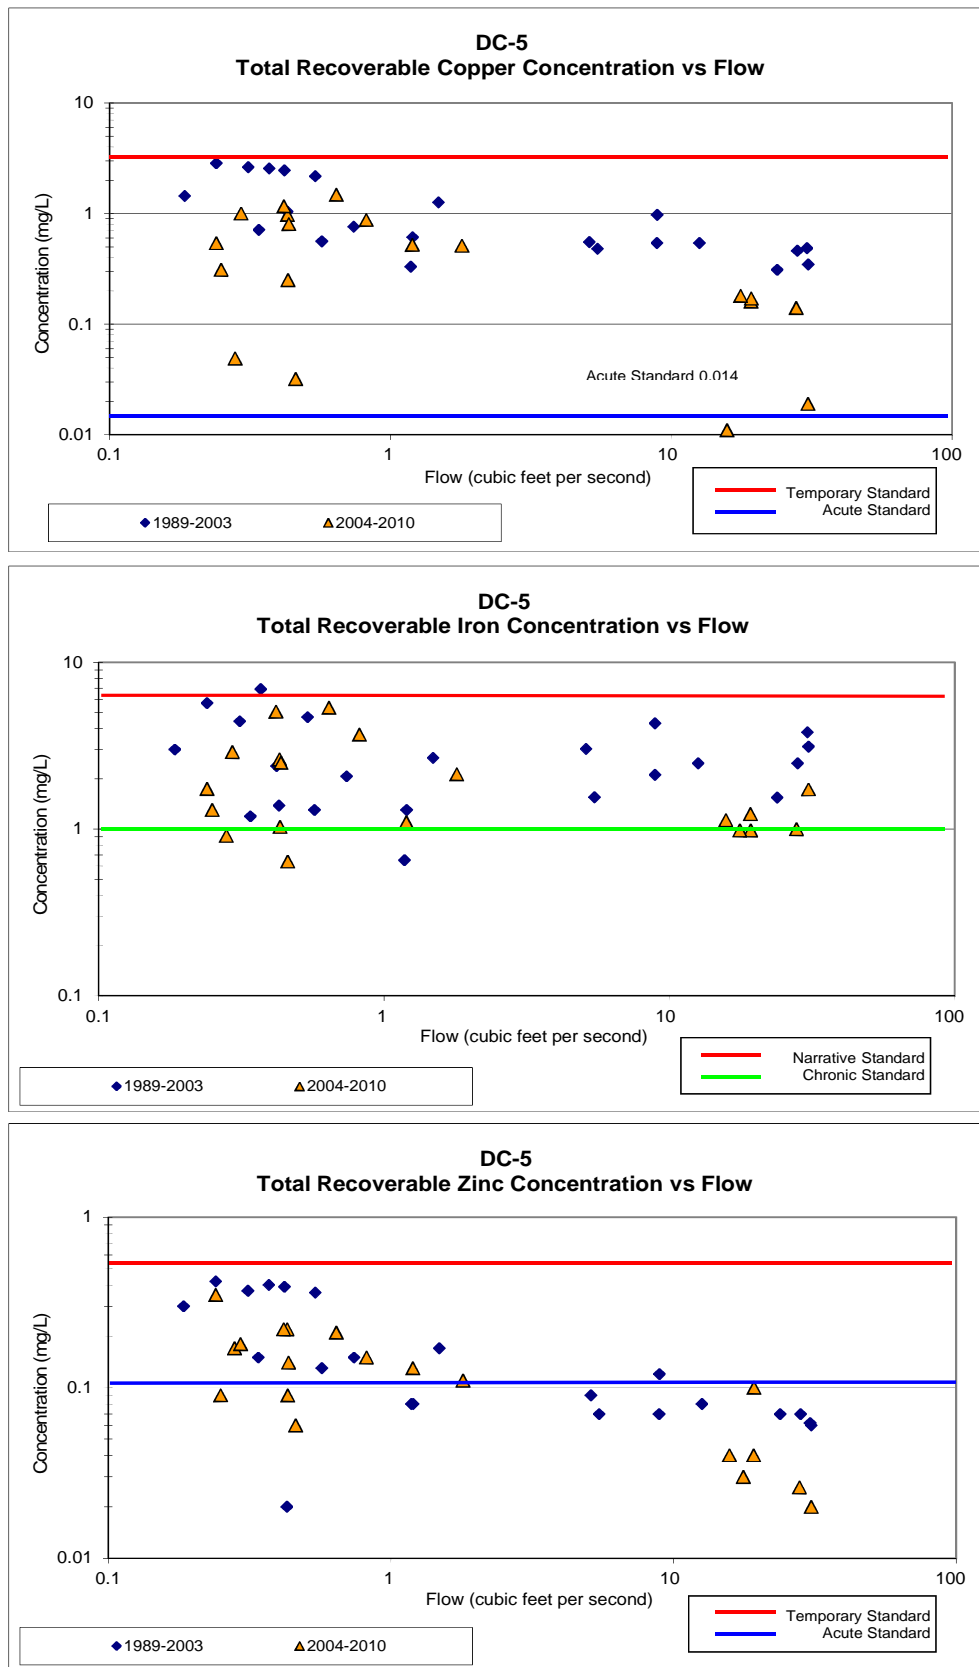 DC-5
Total Recoverable Copper Concentration vs Flow
10
1
0.1
0.01
Concentration (mg/L)
Acute Standard 0.014
0.1
1
10
100
Flow (cubic feet per second)
Temporary Standard
Acute Standard
1989-2003
2004-2010
DC-5
Total Recoverable Iron Concentration vs Flow
10
1
0.1
Concentration (mg/L)
0.1
1
10
100
Flow (cubic feet per second)
Narrative Standard
Chronic Standard
1989-2003
2004-2010
DC-5
Total Recoverable Zinc Concentration vs Flow
1
0.1
0.01
Concentration (mg/L)
0.1
1
10
100
Flow (cubic feet per second)
Temporary Standard
Acute Standard
1989-2003
2004-2010